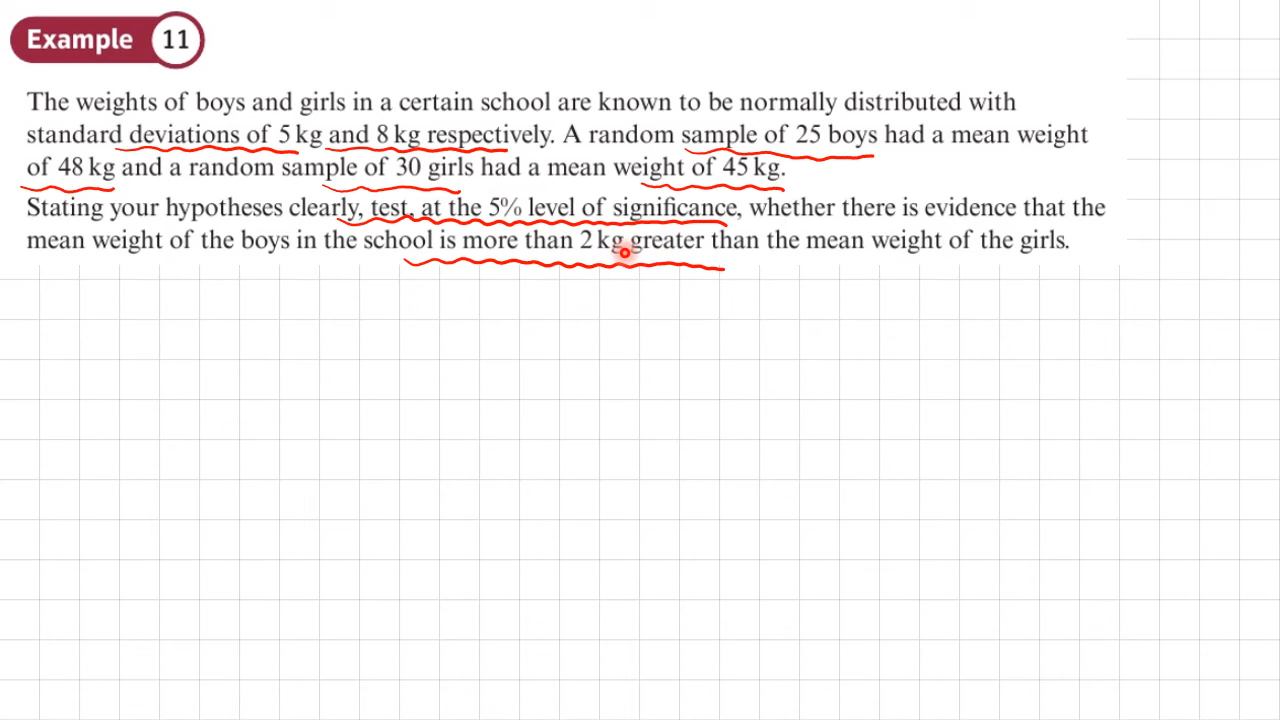 Example 11
The weights of boys and girls in a certain school are known to be normally distributed with
standard deviations of 5 kg and 8 kg respectively. A random sample of 25 boys had a mean weight
of 48 kg and a random sample of 30 girls had a mean weight of 45 kg.
Stating your hypotheses clearly, test, at the 5% level of significance, whether there is evidence that the
mean weight of the boys in the school is more than 2 kg greater than the mean weight of the girls.